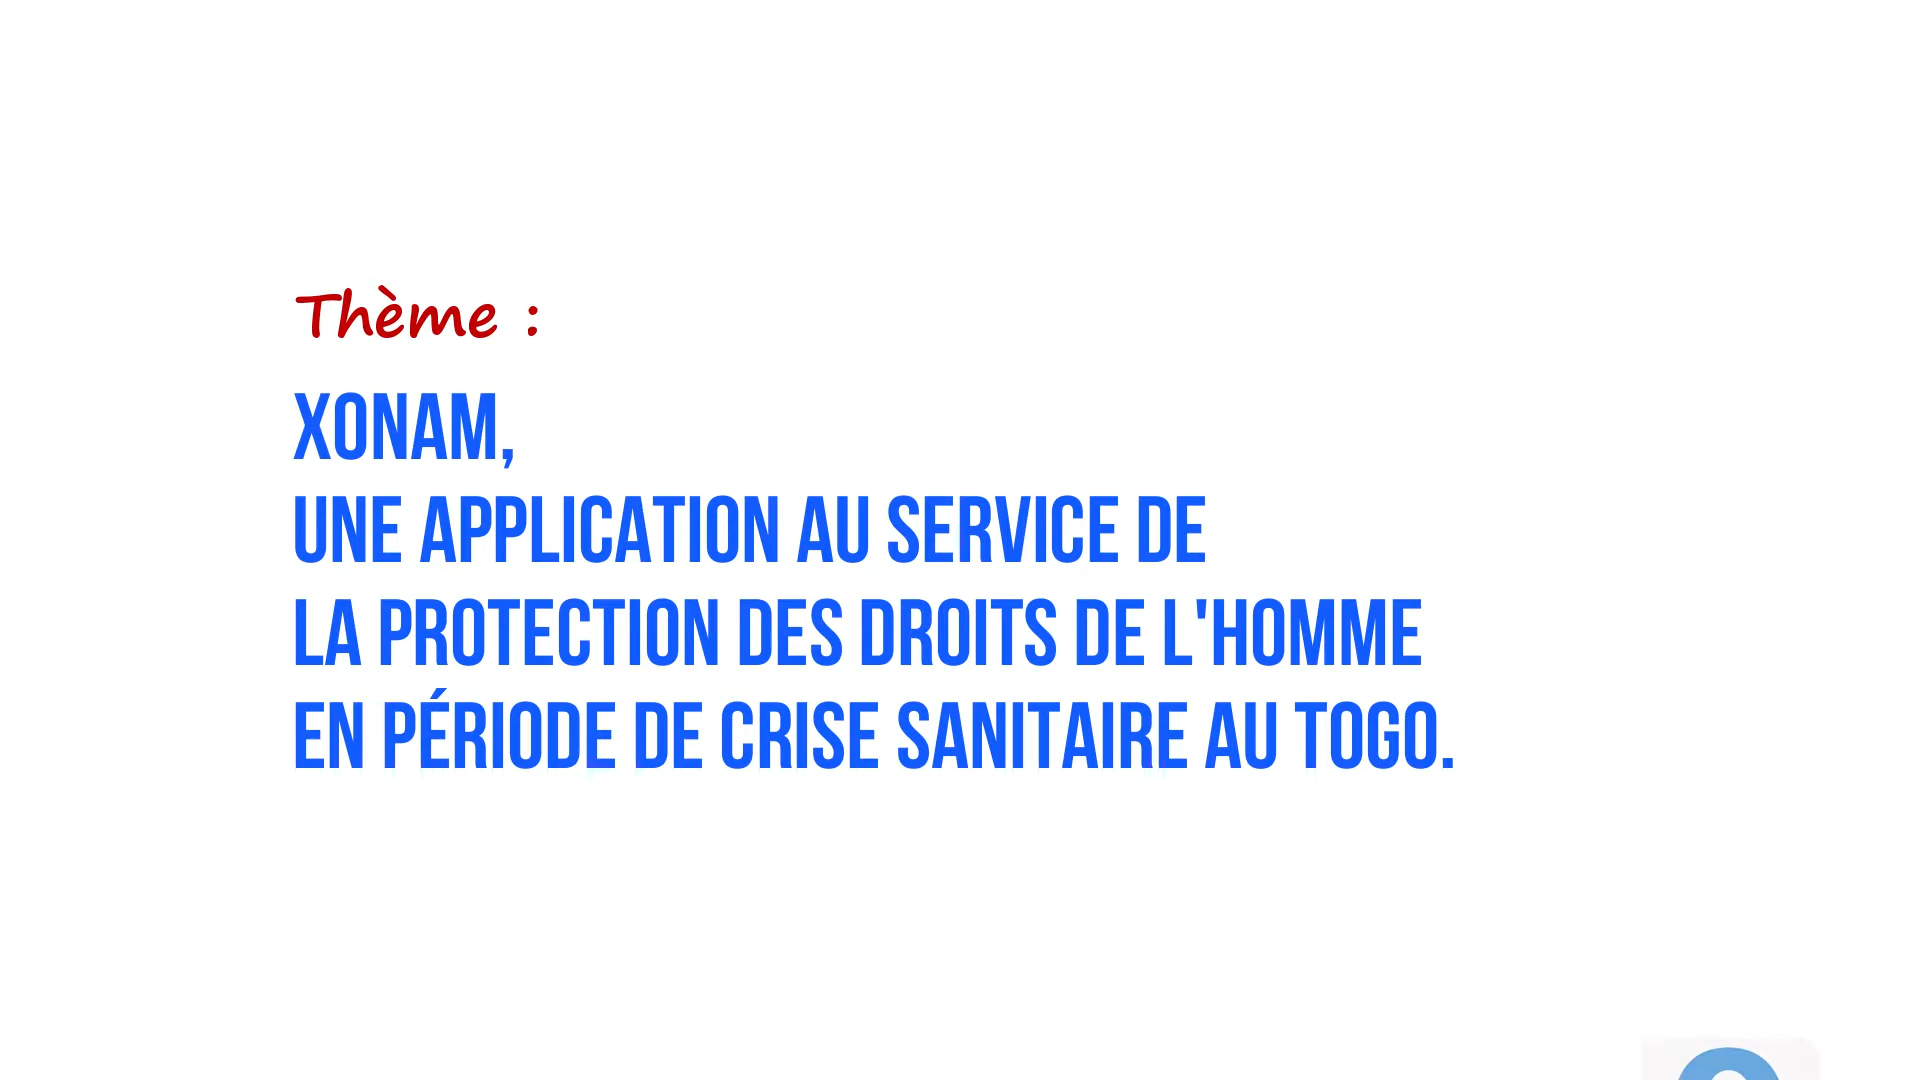 Thème :
XONAM,
UNE APPLICATION AU SERVICE DE
LA PROTECTION DES DROITS DE L'HOMME
EN PÉRIODE DE CRISE SANITAIRE AU TOGO.